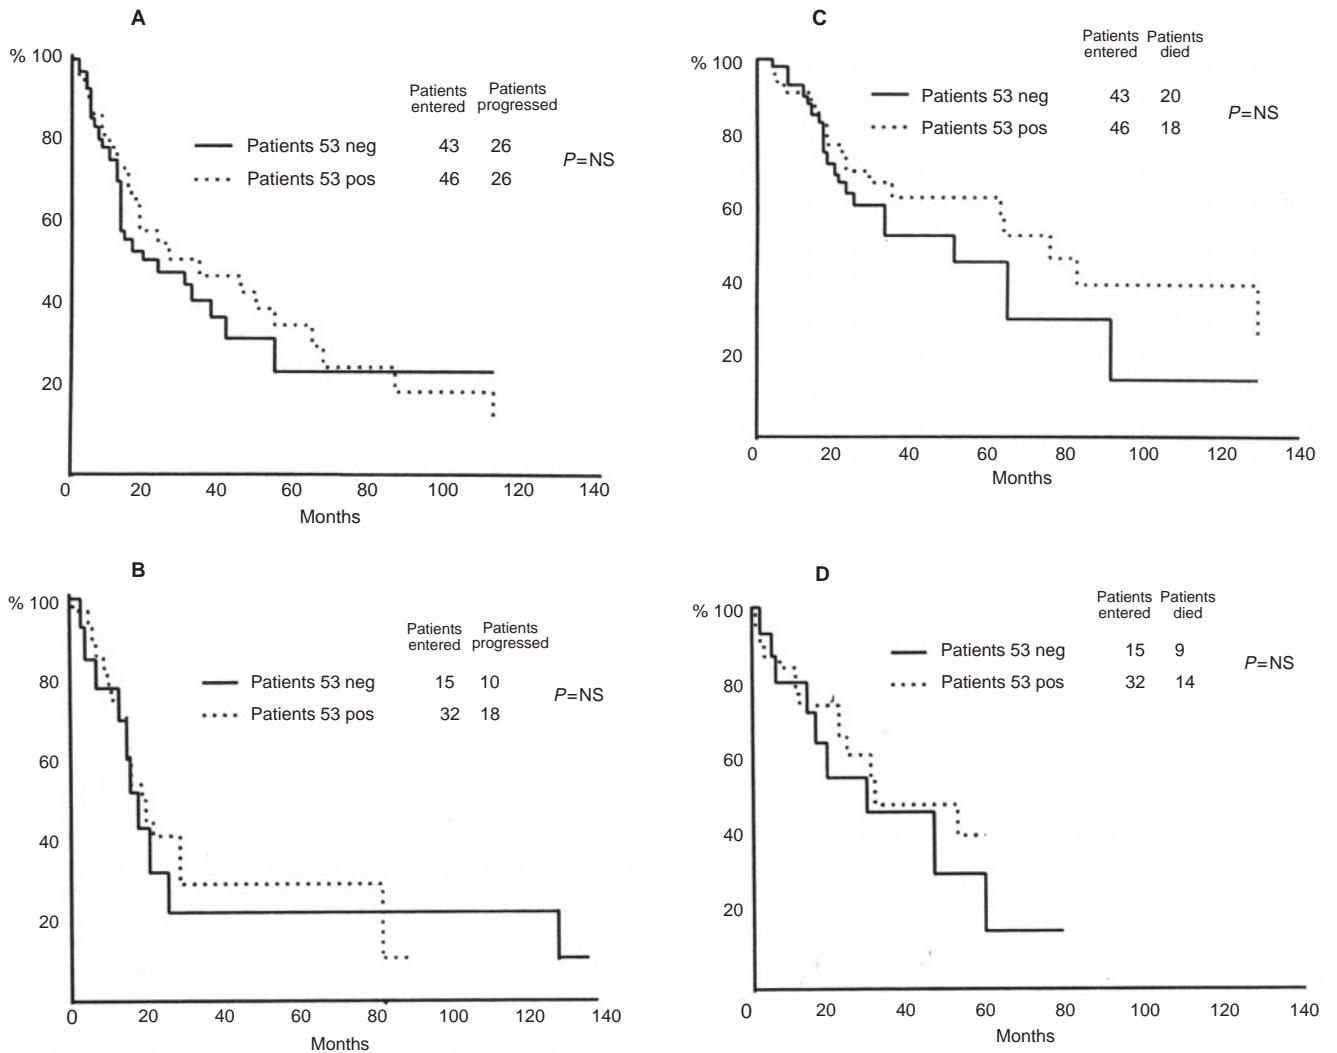 A
% 100
80
60
40
20
Patients Patients
entered progressed
Patients 53 neg 43 26
Patients 53 pos 46 26
P=NS
0 20 40 60 80 100 120 140
Months
C
% 100
80
60
40
20
Patients Patients
entered died
Patients 53 neg 43 20
Patients 53 pos 46 18
P=NS
0 20 40 60 80 100 120 140
Months
B
% 100
80
60
40
20
Patients Patients
entered progressed
Patients 53 neg 15 10
Patients 53 pos 32 18
P=NS
0 20 40 60 80 100 120 140
Months
D
% 100
80
60
40
20
Patients Patients
entered died
Patients 53 neg 15 9
Patients 53 pos 32 14
P=NS
0 20 40 60 80 100 120 140
Months